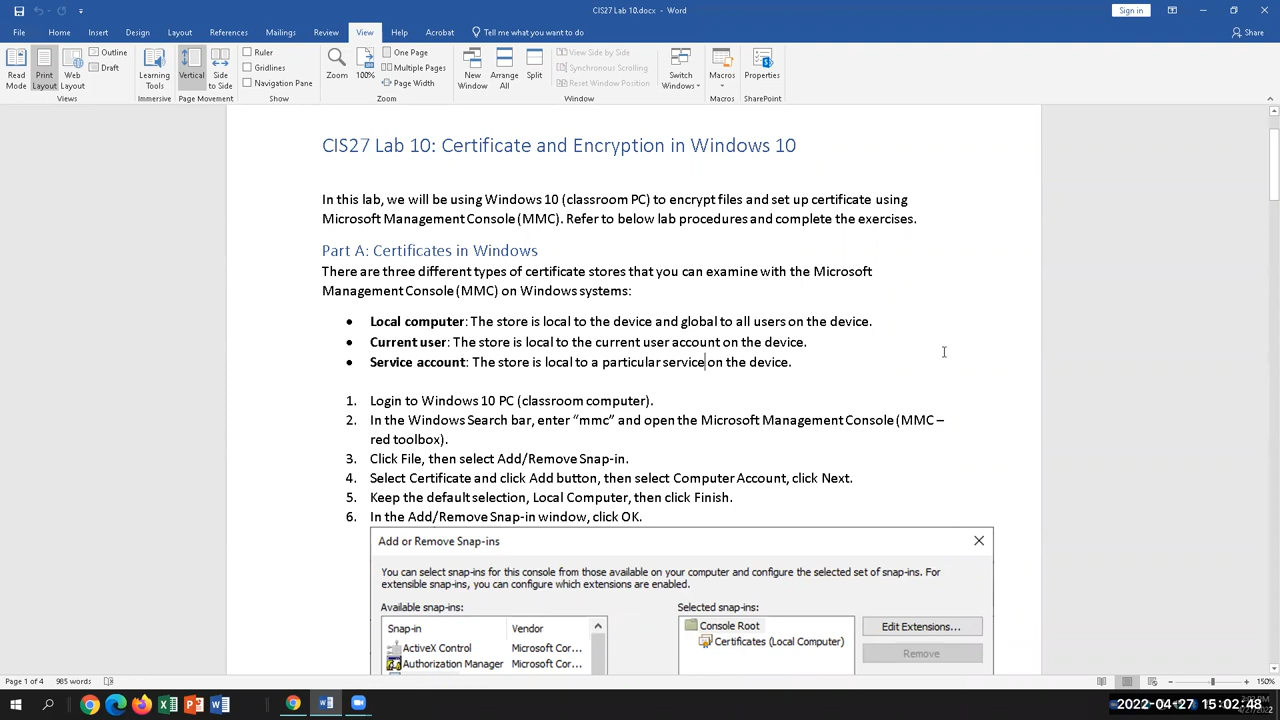 CIS27 Lab 10.docx - Word
Sign in
File Home Insert Design Layout References Mailings Review View Help Acrobat Tell me what you want to do Share
Read Mode
Print Layout
Web Layout
Outline
Draft
Views
Learning Tools
Immersive
Vertical
Side to Side
Page Movement
Ruler
Gridlines
Navigation Pane
Show
Zoom
100%
One Page
Multiple Pages
Page Width
Zoom
New Window
Arrange All
Split
View Side by Side
Synchronous Scrolling
Reset Window Position
Window
Switch Windows
Macros
Macros
Properties
SharePoint
CIS27 Lab 10: Certificate and Encryption in Windows 10
In this lab, we will be using Windows 10 (classroom PC) to encrypt files and set up certificate using
Microsoft Management Console (MMC). Refer to below lab procedures and complete the exercises.
Part A: Certificates in Windows
There are three different types of certificate stores that you can examine with the Microsoft
Management Console (MMC) on Windows systems:
• Local computer: The store is local to the device and global to all users on the device.
• Current user: The store is local to the current user account on the device.
• Service account: The store is local to a particular service on the device.
1. Login to Windows 10 PC (classroom computer).
2. In the Windows Search bar, enter “mmc” and open the Microsoft Management Console (MMC –
red toolbox).
3. Click File, then select Add/Remove Snap-in.
4. Select Certificate and click Add button, then select Computer Account, click Next.
5. Keep the default selection, Local Computer, then click Finish.
6. In the Add/Remove Snap-in window, click OK.
Add or Remove Snap-ins
You can select snap-ins for this console from those available on your computer and configure the selected set of snap-ins. For
extensible snap-ins, you can configure which extensions are enabled.
Available snap-ins:
Selected snap-ins:
Snap-in Vendor
ActiveX Control Microsoft Cor...
Authorization Manager Microsoft Cor...
Console Root
Certificates (Local Computer)
Edit Extensions...
Remove
Page 1 of 4 985 words
150%
2022-04-27 15:02:48